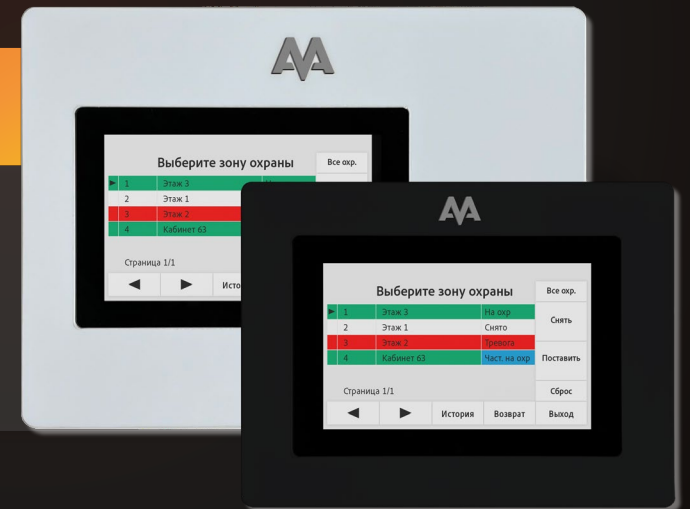 Выберите зону охраны
Все охр.
1 Этаж 3
2 Этаж 1
3 Этаж 2
4 Кабинет 63
Страница 1/1
Выберите зону охраны
Все охр.
1 Этаж 3 На охр
2 Этаж 1 Снято
3 Этаж 2 Тревога
4 Кабинет 63 Част. на охр
Снять
Поставить
Страница 1/1
Сброс
История Возврат Выход